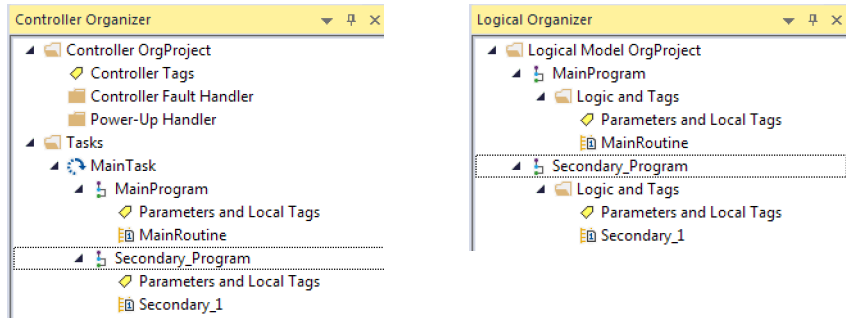 Controller Organizer
Controller OrgProject
Controller Tags
Controller Fault Handler
Power-Up Handler
Tasks
MainTask
MainProgram
Parameters and Local Tags
MainRoutine
Secondary_Program
Parameters and Local Tags
Secondary_1
Logical Organizer
Logical Model OrgProject
MainProgram
Logic and Tags
Parameters and Local Tags
MainRoutine
Secondary_Program
Logic and Tags
Parameters and Local Tags
Secondary_1